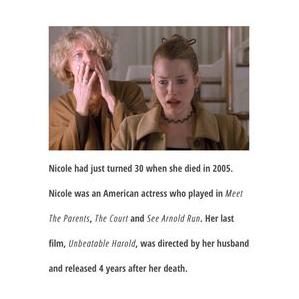 Nicole had just turned 30 when she died in 2005.
Nicole was an American actress who played in Meet
The Parents, The Court and See Arnold Run. Her last
film, Unbeatable Harold, was directed by her husband
and released 4 years after her death.